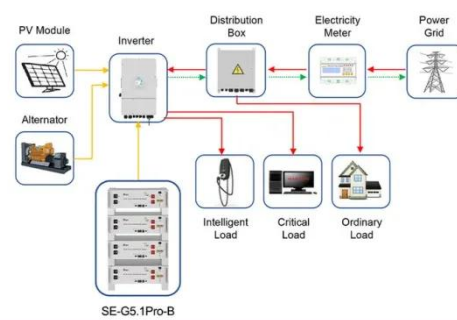 PV Module
Inverter
Distribution
Box
Electricity
Meter
Power
Grid
Alternator
Intelligent
Load
Critical
Load
Ordinary
Load
SE-G5.1Pro-B